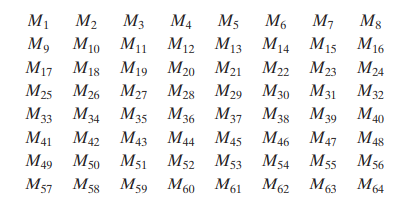 M₁ M₂ M₃ M₄ M₅ M₆ M₇ M₈
M₉ M₁₀ M₁₁ M₁₂ M₁₃ M₁₄ M₁₅ M₁₆
M₁₇ M₁₈ M₁₉ M₂₀ M₂₁ M₂₂ M₂₃ M₂₄
M₂₅ M₂₆ M₂₇ M₂₈ M₂₉ M₃₀ M₃₁ M₃₂
M₃₃ M₃₄ M₃₅ M₃₆ M₃₇ M₃₈ M₃₉ M₄₀
M₄₁ M₄₂ M₄₃ M₄₄ M₄₅ M₄₆ M₄₇ M₄₈
M₄₉ M₅₀ M₅₁ M₅₂ M₅₃ M₅₄ M₅₅ M₅₆
M₅₇ M₅₈ M₅₉ M₆₀ M₆₁ M₆₂ M₆₃ M₆₄